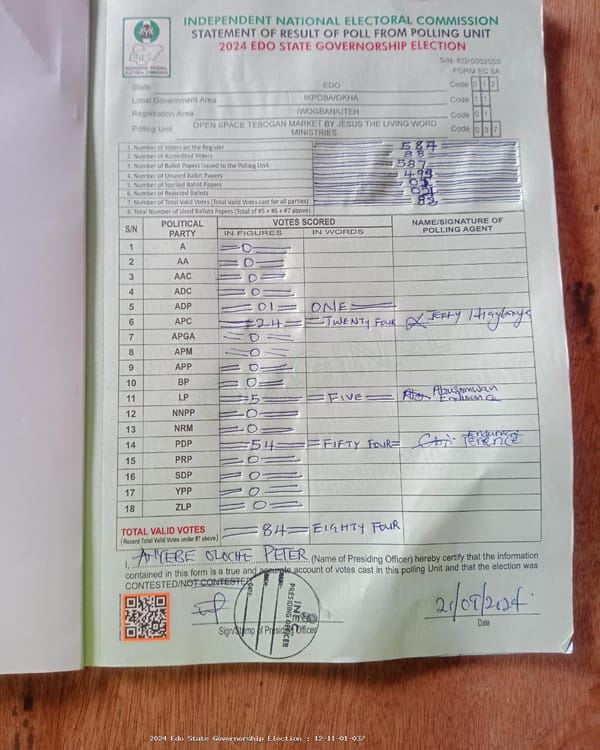 INDEPENDENT NATIONAL ELECTORAL COMMISSION
STATEMENT OF RESULT OF POLL FROM POLLING UNIT
2024 EDO STATE GOVERNORSHIP ELECTION
S/N. EG/0002050
FORM EC 8A
State EDO Code 0 1 2
Local Government Area IKPOBA/OKHA Code 1 1
Registration Area IWOGBAN/UTEH Code 0 1
Polling Unit OPEN SPACE TEBOGAN MARKET BY JESUS THE LIVING WORD MINISTRIES. Code 0 3 7
1. Number of Voters on the Register 584
2. Number of Accredited Voters 88
3. Number of Ballot Papers Issued to the Polling Unit 587
4. Number of Unused Ballot Papers
5. Number of Spoiled Ballot Papers
6. Number of Rejected Ballots
7. Number of Total Valid Votes (Total Valid Votes cast for all parties)
8. Total Number of Used Ballots Papers (Total of #5 + #6 + #7 above)
S/N POLITICAL PARTY VOTES SCORED NAME/SIGNATURE OF POLLING AGENT
IN FIGURES IN WORDS
1 A 0
2 AA 0
3 AAC 0
4 ADC 0
5 ADP 01 ONE
6 APC 24 TWENTY FOUR JERRY
7 APGA 0
8 APM 0
9 APP 0
10 BP 0
11 LP 5 FIVE
12 NNPP 0
13 NRM 0
14 PDP 54 FIFTY FOUR TERENCE
15 PRP 0
16 SDP 0
17 YPP 0
18 ZLP 0
TOTAL VALID VOTES 84 EIGHTY FOUR
(Record Total Valid Votes under #7 above)
I, ANYEBE OLOCHE PETER (Name of Presiding Officer) hereby certify that the information
contained in this form is a true and accurate account of votes cast in this polling Unit and that the election was
CONTESTED/NOT CONTESTED
21/09/2024
Sign/Stamp of Presiding Officer
Date
INEC
PRESIDING OFFICER
2024 Edo State Governorship Election : 12-11-01-037